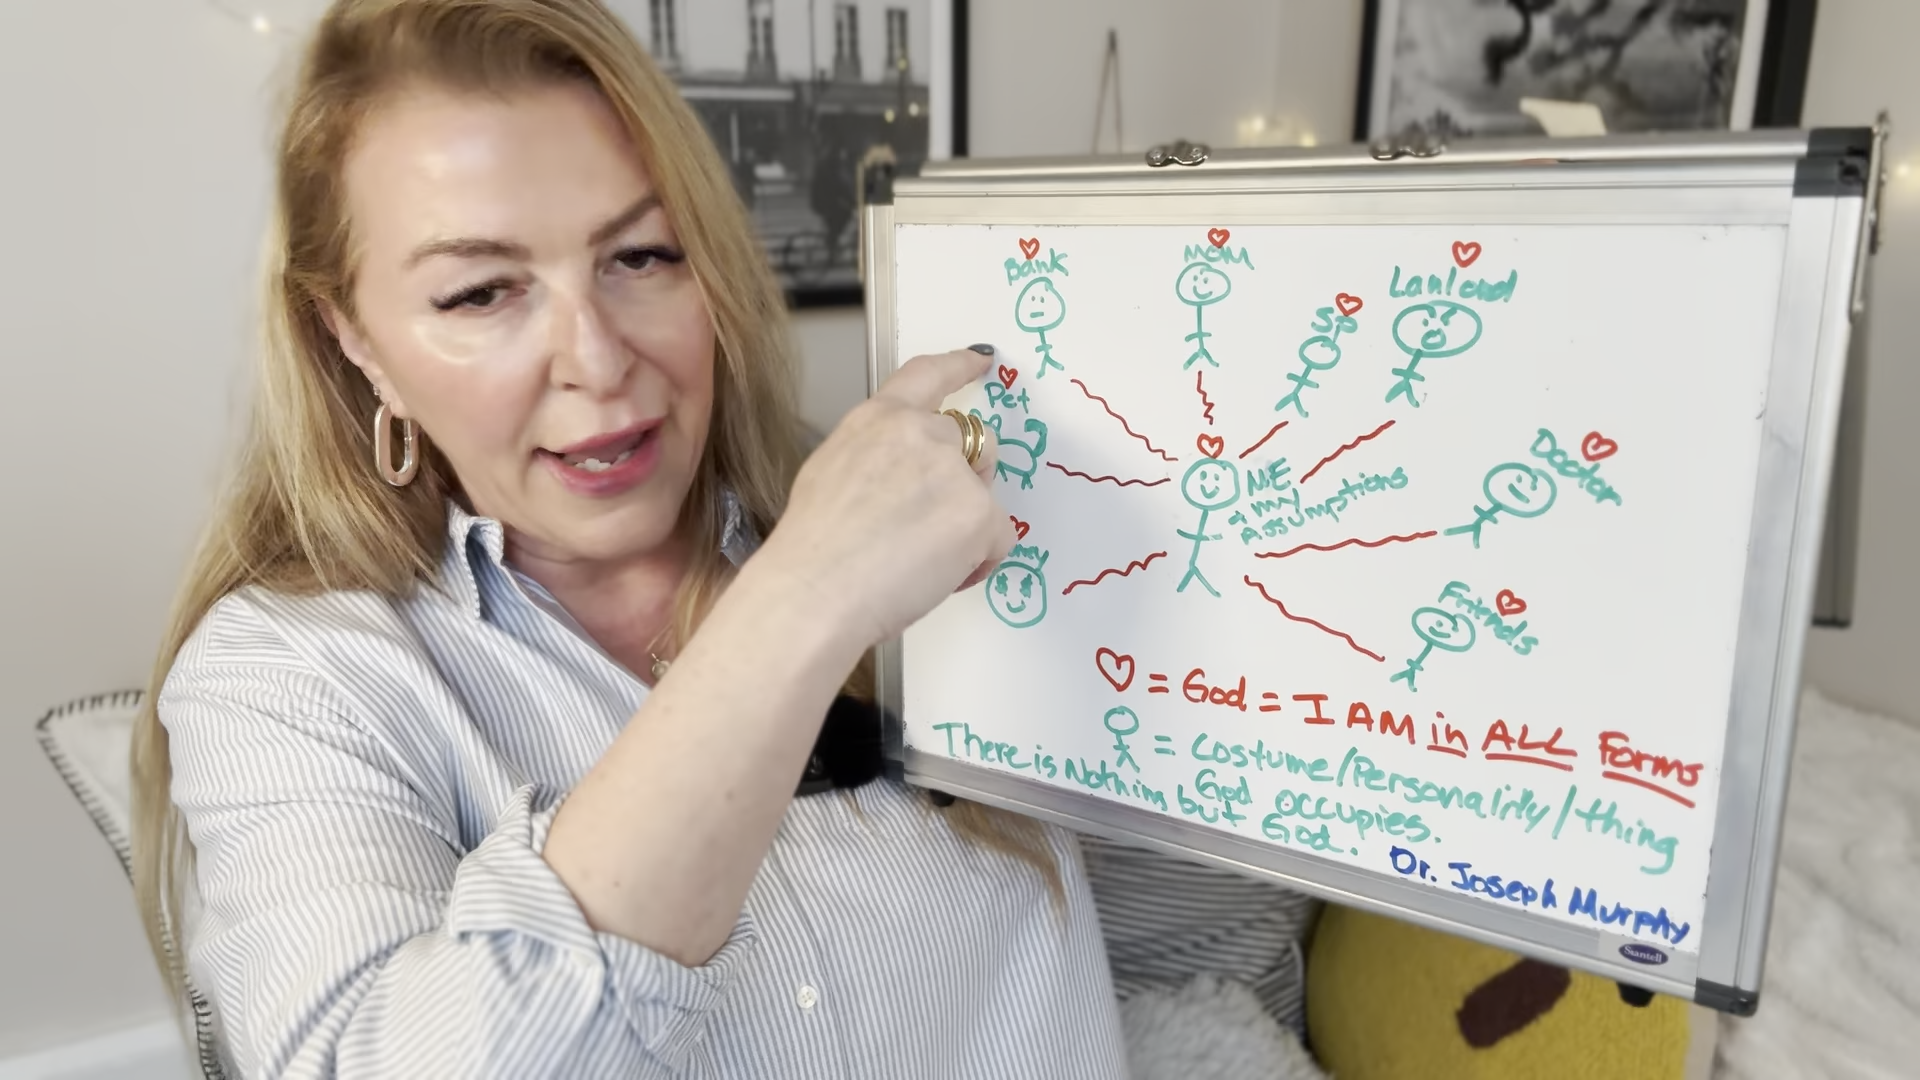 Bank
MOM
SP
Lanlord
Pet
Doctor
ME
+ my
Assumptions
Friends
= God = I AM in ALL Forms
= Costume/Personality/thing
God occupies.
There is Nothing but God.
Dr. Joseph Murphy